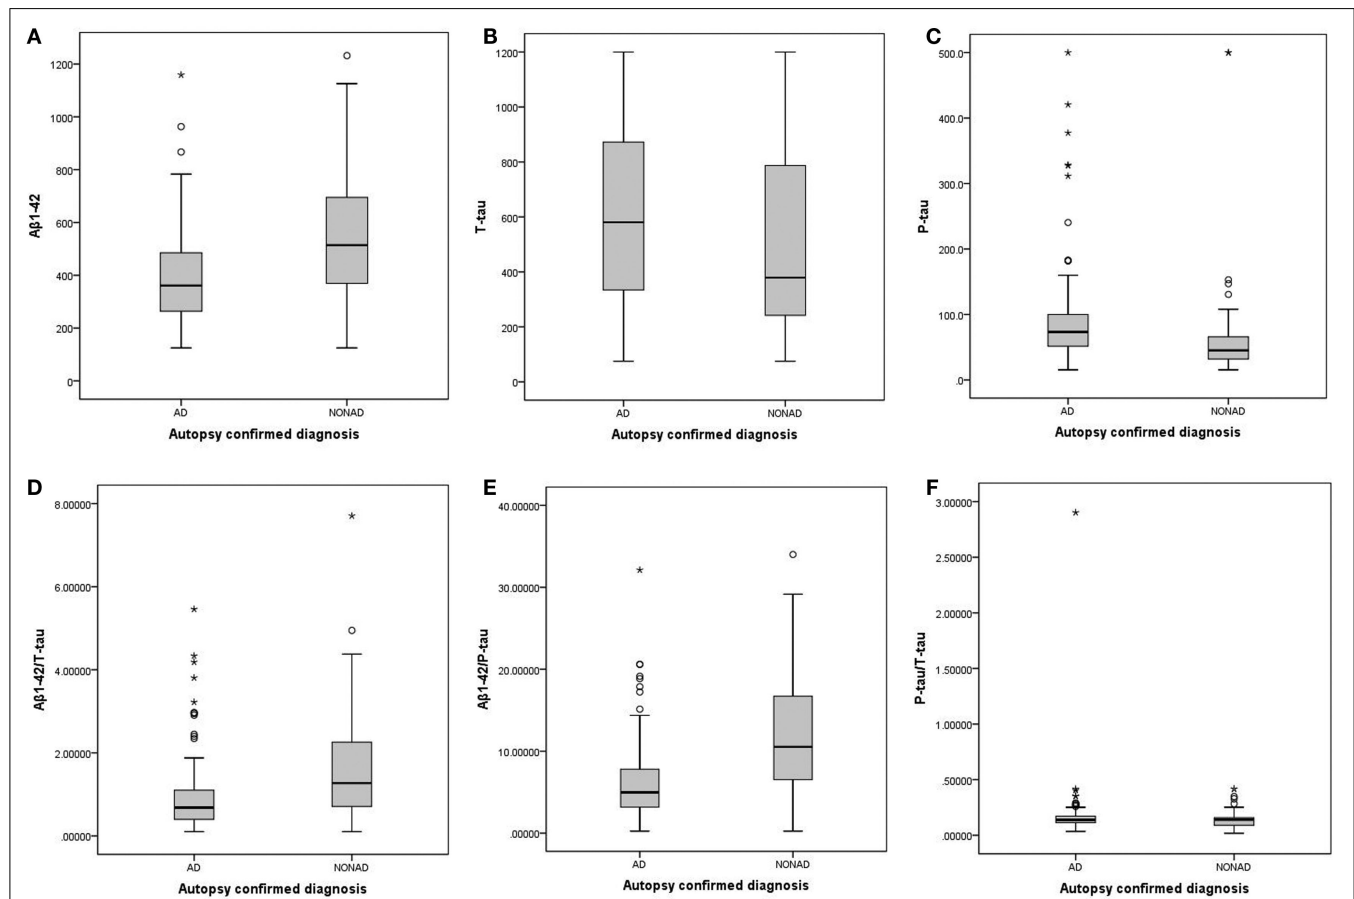 A
Aβ1-42
1200
1000
800
600
400
200
0
AD
NONAD
Autopsy confirmed diagnosis
B
T-tau
1200
1000
800
600
400
200
0
AD
NONAD
Autopsy confirmed diagnosis
C
P-tau
500.0
400.0
300.0
200.0
100.0
.0
AD
NONAD
Autopsy confirmed diagnosis
D
Aβ1-42/T-tau
8.00000
6.00000
4.00000
2.00000
.00000
AD
NONAD
Autopsy confirmed diagnosis
E
Aβ1-42/P-tau
40.00000
30.00000
20.00000
10.00000
.00000
AD
NONAD
Autopsy confirmed diagnosis
F
P-tau/T-tau
3.00000
2.50000
2.00000
1.50000
1.00000
.50000
.00000
AD
NONAD
Autopsy confirmed diagnosis